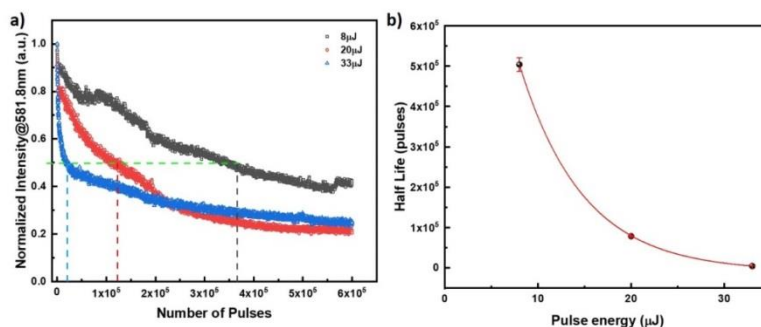 a)
Normalized Intensity@581.8nm (a.u.)
1.0
0.8
0.6
0.4
0.2
0.0
8μJ
20μJ
33μJ
0 1x10⁵ 2x10⁵ 3x10⁵ 4x10⁵ 5x10⁵ 6x10⁵
Number of Pulses
b)
Half Life (pulses)
6x10⁵
5x10⁵
4x10⁵
3x10⁵
2x10⁵
1x10⁵
0
0 10 20 30
Pulse energy (μJ)